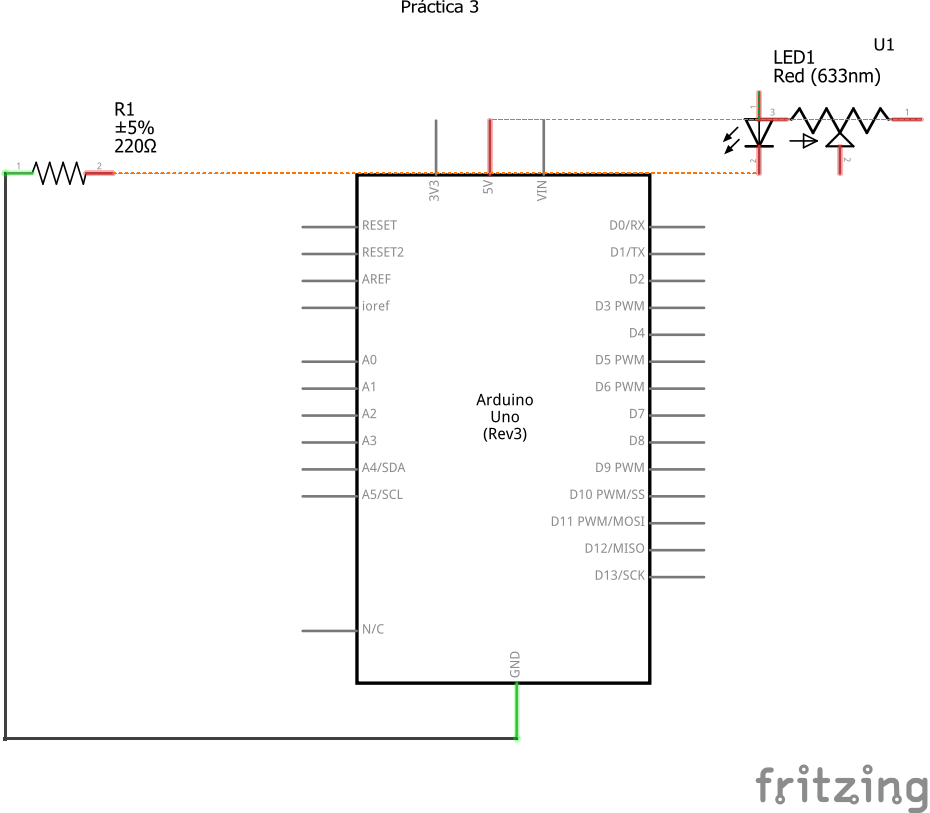 Práctica 3
U1
LED1
Red (633nm)
R1
±5%
220Ω
1
2
1
3
1
2
2
3V3
5V
VIN
RESET
D0/RX
RESET2
D1/TX
AREF
D2
ioref
D3 PWM
D4
A0
D5 PWM
A1
D6 PWM
Arduino
Uno
(Rev3)
A2
D7
A3
D8
A4/SDA
D9 PWM
A5/SCL
D10 PWM/SS
D11 PWM/MOSI
D12/MISO
D13/SCK
N/C
GND
fritzing